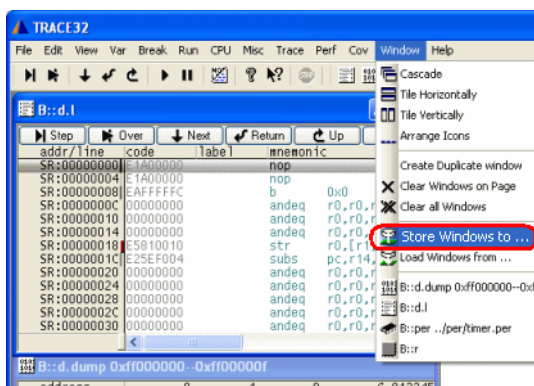 TRACE32
File Edit View Var Break Run CPU Misc Trace Perf Cov Window Help
Cascade
Tile Horizontally
Tile Vertically
Arrange Icons
Create Duplicate window
Clear Windows on Page
Clear all Windows
Store Windows to ...
Load Windows from ...
B::d.dump 0xff000000--0xf
B::d.l
B::per ../per/timer.per
B::r
B::d.l
Step Over Next Return Up
addr/line code label mnemonic
SR:00000000 E1A00000 nop
SR:00000004 E1A00000 nop
SR:00000008 EAFFFFFC b 0x0
SR:0000000C 00000000 andeq r0,r0,r
SR:00000010 00000000 andeq r0,r0,r
SR:00000014 00000000 andeq r0,r0,r
SR:00000018 E5810010 str r0,[r1
SR:0000001C E25EF004 subs pc,r14,
SR:00000020 00000000 andeq r0,r0,r
SR:00000024 00000000 andeq r0,r0,r
SR:00000028 00000000 andeq r0,r0,r
SR:0000002C 00000000 andeq r0,r0,r
SR:00000030 00000000 andeq r0,r0,r
B::d.dump 0xff000000--0xff00000f